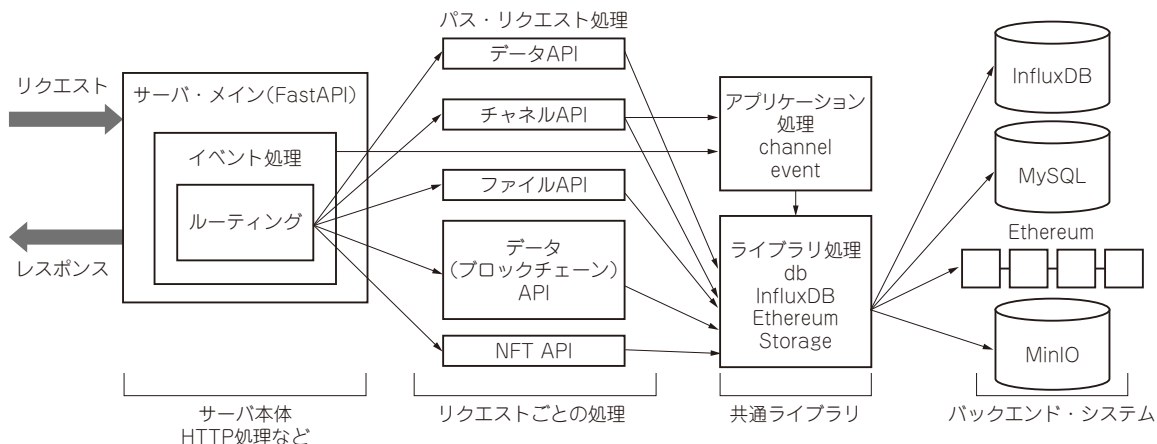 リクエスト
レスポンス
サーバ・メイン(FastAPI)
イベント処理
ルーティング
サーバ本体
HTTP処理など
パス・リクエスト処理
データAPI
チャネルAPI
ファイルAPI
データ
(ブロックチェーン)
API
NFT API
リクエストごとの処理
アプリケーション
処理
channel
event
ライブラリ処理
db
InfluxDB
Ethereum
Storage
共通ライブラリ
InfluxDB
MySQL
Ethereum
MinIO
バックエンド・システム